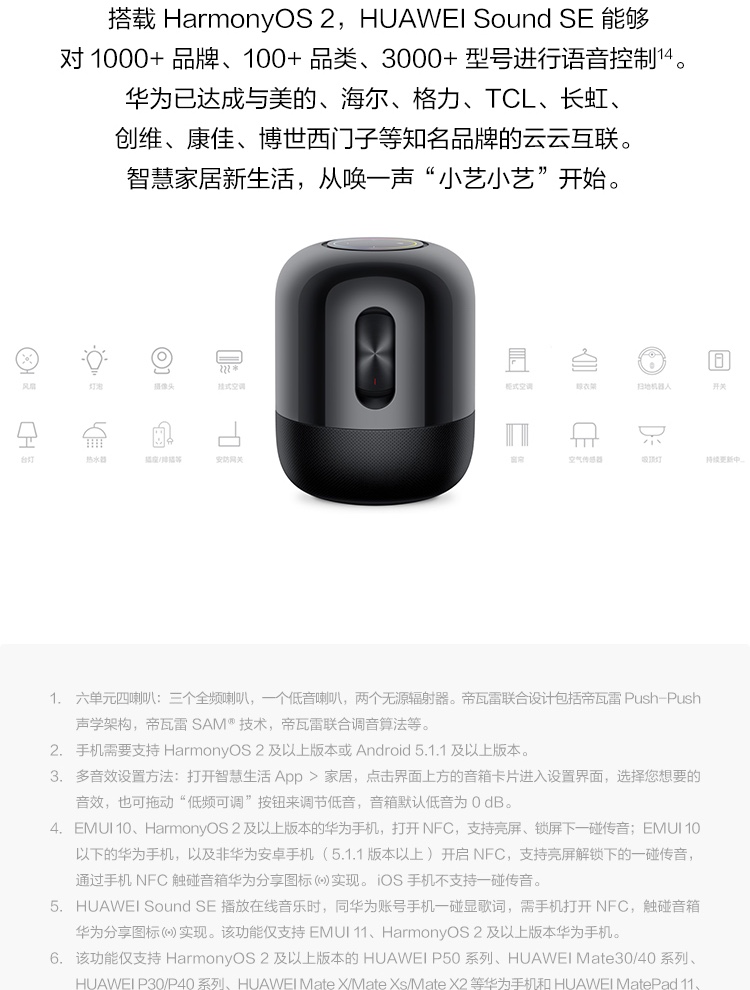 搭载 HarmonyOS 2，HUAWEI Sound SE 能够
对 1000+ 品牌、100+ 品类、3000+ 型号进行语音控制14。
华为已达成与美的、海尔、格力、TCL、长虹、
创维、康佳、博世西门子等知名品牌的云云互联。
智慧家居新生活，从唤一声“小艺小艺”开始。
风扇 灯泡 摄像头 挂式空调 柜式空调 晾衣架 扫地机器人 开关
台灯 热水器 插座/排插等 安防网关 窗帘 空气传感器 吸顶灯 持续更新中...
1. 六单元四喇叭：三个全频喇叭，一个低音喇叭，两个无源辐射器。帝瓦雷联合设计包括帝瓦雷 Push-Push
声学架构，帝瓦雷 SAM® 技术，帝瓦雷联合调音算法等。
2. 手机需要支持 HarmonyOS 2 及以上版本或 Android 5.1.1 及以上版本。
3. 多音效设置方法：打开智慧生活 App > 家居，点击界面上方的音箱卡片进入设置界面，选择您想要的
音效，也可拖动“低频可调”按钮来调节低音，音箱默认低音为 0 dB。
4. EMUI 10、HarmonyOS 2 及以上版本的华为手机，打开 NFC，支持亮屏、锁屏下一碰传音；EMUI 10
以下的华为手机，以及非华为安卓手机（ 5.1.1 版本以上 ）开启 NFC，支持亮屏解锁下的一碰传音，
通过手机 NFC 触碰音箱华为分享图标实现。 iOS 手机不支持一碰传音。
5. HUAWEI Sound SE 播放在线音乐时，同华为账号手机一碰显歌词，需手机打开 NFC，触碰音箱
华为分享图标实现。该功能仅支持 EMUI 11、HarmonyOS 2 及以上版本华为手机。
6. 该功能仅支持 HarmonyOS 2 及以上版本的 HUAWEI P50 系列、HUAWEI Mate30/40 系列、
HUAWEI P30/P40 系列、HUAWEI Mate X/Mate Xs/Mate X2 等华为手机和 HUAWEI MatePad 11、